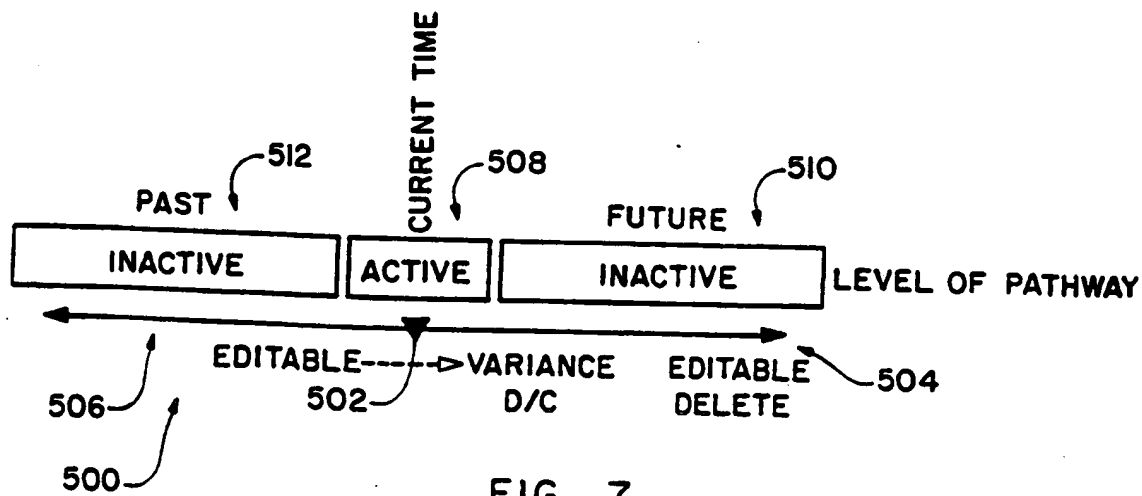 CURRENT TIME
512
508
510
PAST
FUTURE
INACTIVE
ACTIVE
INACTIVE
LEVEL OF PATHWAY
EDITABLE
VARIANCE
D/C
EDITABLE
DELETE
504
502
506
500
FIG. 7